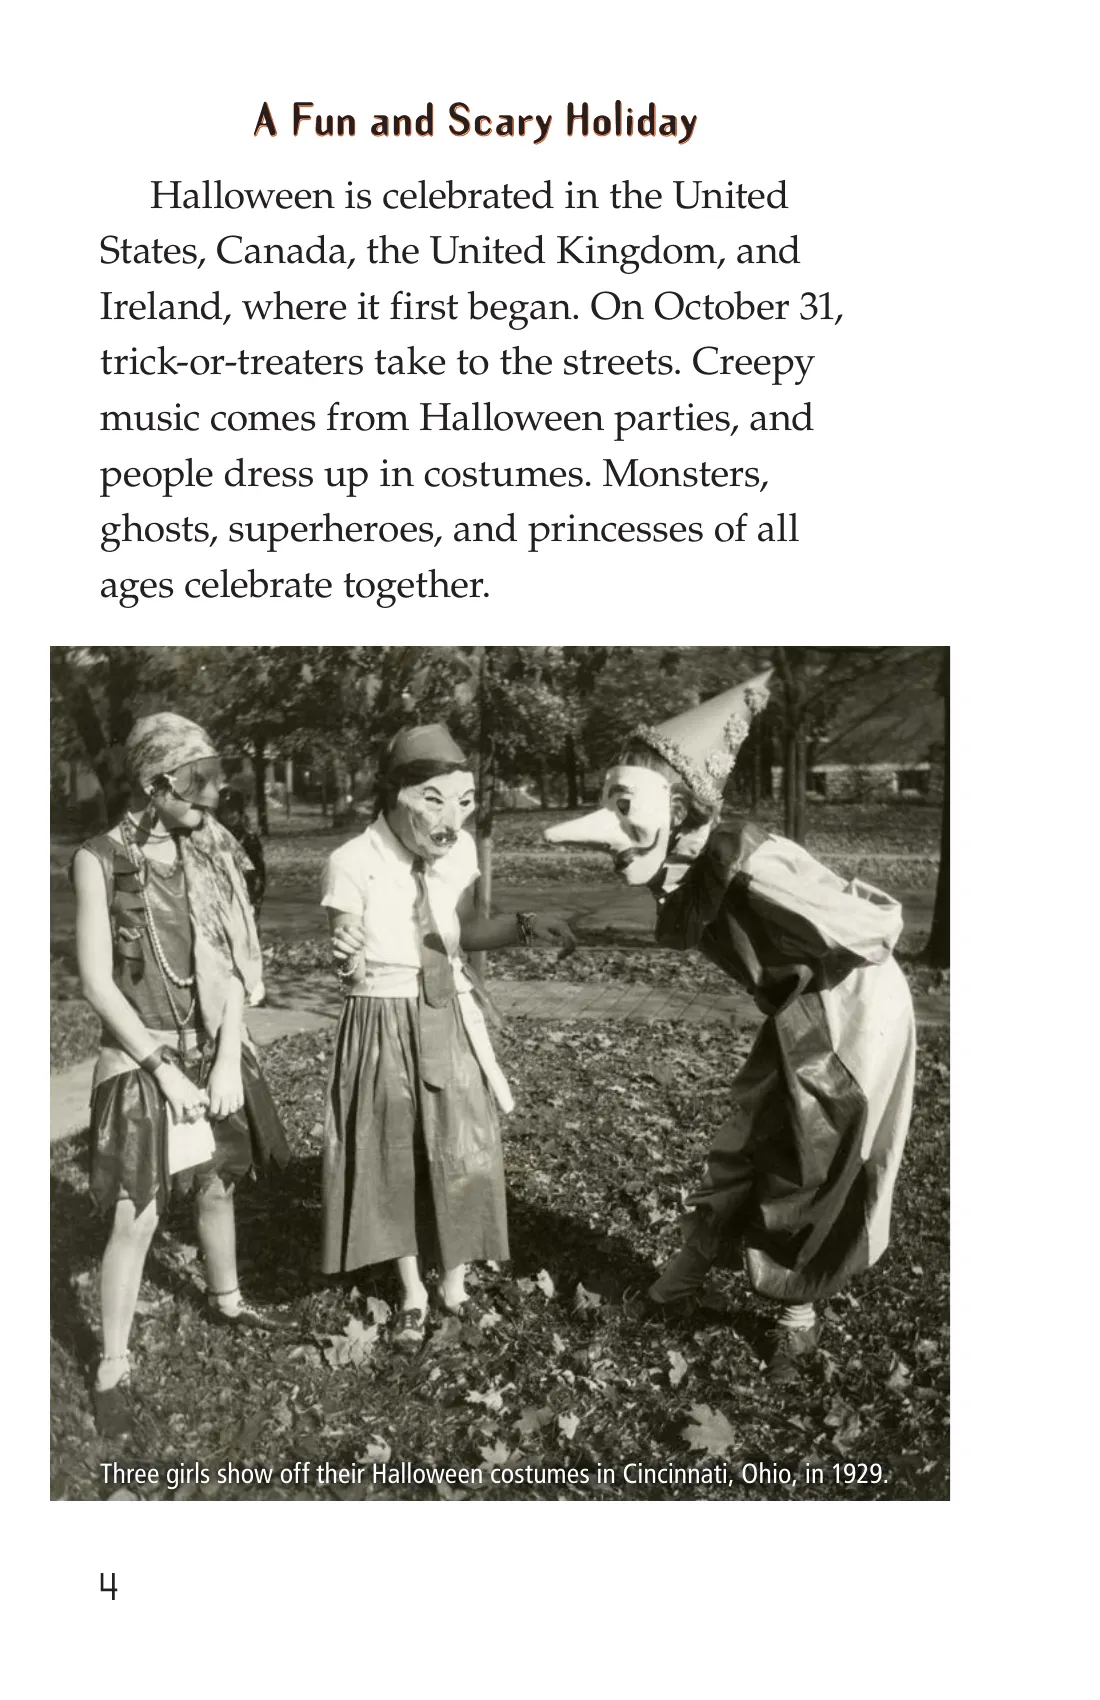 A Fun and Scary Holiday
Halloween is celebrated in the United
States, Canada, the United Kingdom, and
Ireland, where it first began. On October 31,
trick-or-treaters take to the streets. Creepy
music comes from Halloween parties, and
people dress up in costumes. Monsters,
ghosts, superheroes, and princesses of all
ages celebrate together.
Three girls show off their Halloween costumes in Cincinnati, Ohio, in 1929.
4